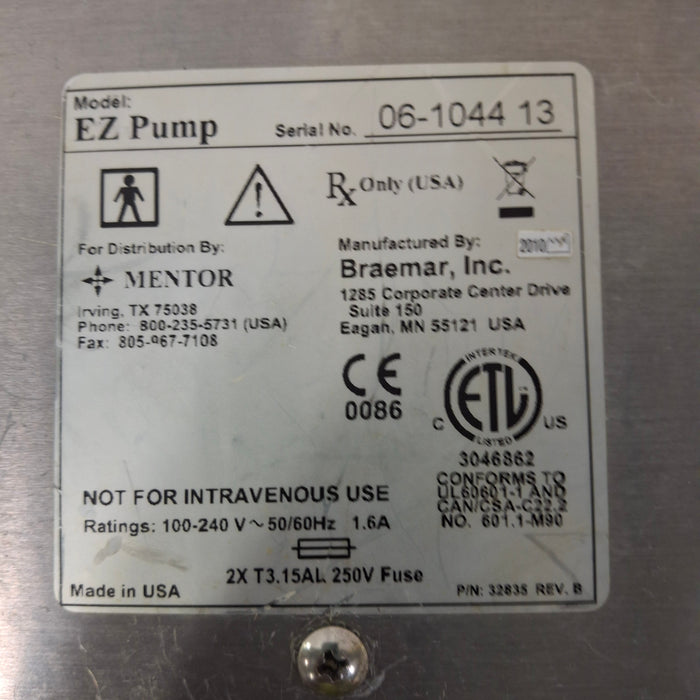 Model:
EZ Pump
Serial No. 06-1044 13
Rx Only (USA)
For Distribution By:
MENTOR
Irving, TX 75038
Phone: 800-235-5731 (USA)
Fax: 805-967-7108
Manufactured By:
2010
Braemar, Inc.
1285 Corporate Center Drive
Suite 150
Eagan, MN 55121 USA
CE
0086
INTERTEK
ETL
C US
LISTED
3046862
CONFORMS TO
UL60601-1 AND
CAN/CSA-C22.2
NO. 601.1-M90
NOT FOR INTRAVENOUS USE
Ratings: 100-240 V ~ 50/60Hz 1.6A
2X T3.15AL 250V Fuse
Made in USA
P/N: 32835 REV. B